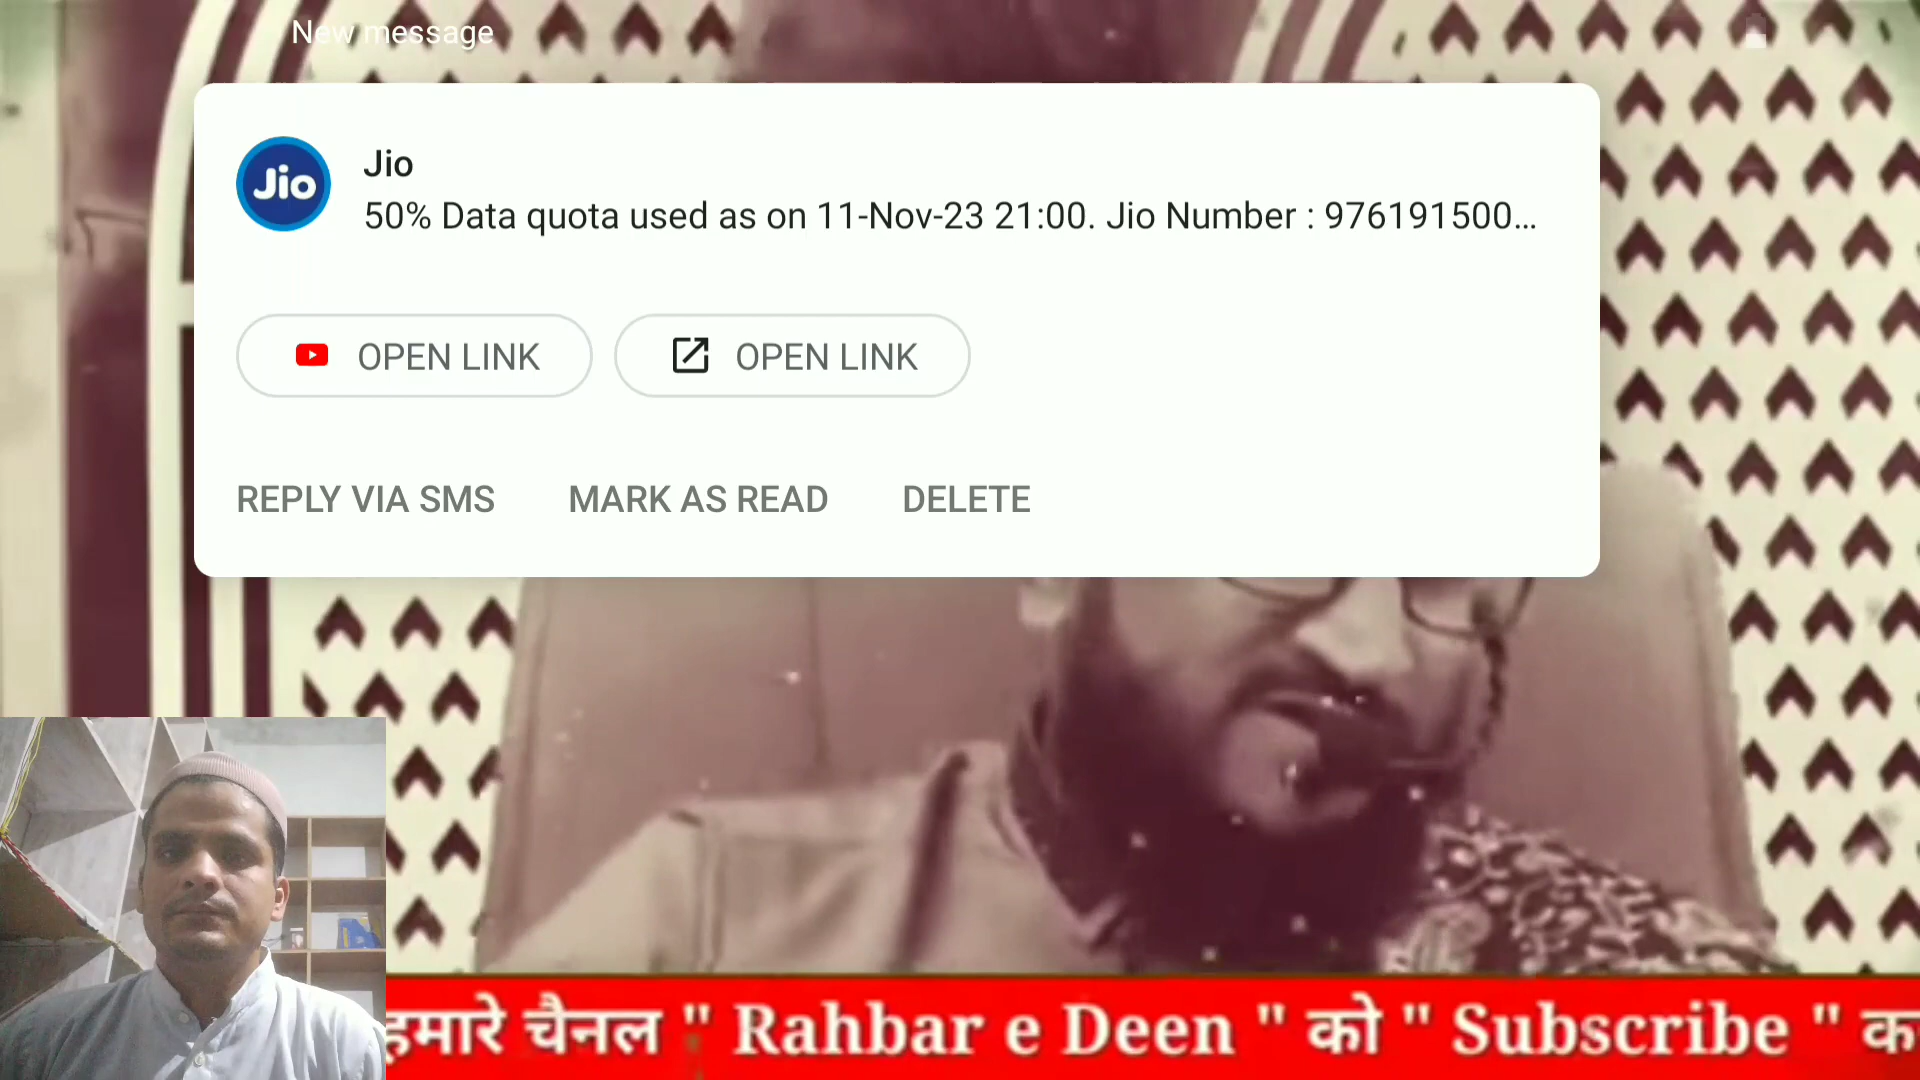 New message
Jio
Jio
50% Data quota used as on 11-Nov-23 21:00. Jio Number : 976191500...
OPEN LINK
OPEN LINK
REPLY VIA SMS
MARK AS READ
DELETE
हमारे चैनल " Rahbar e Deen " को " Subscribe " क